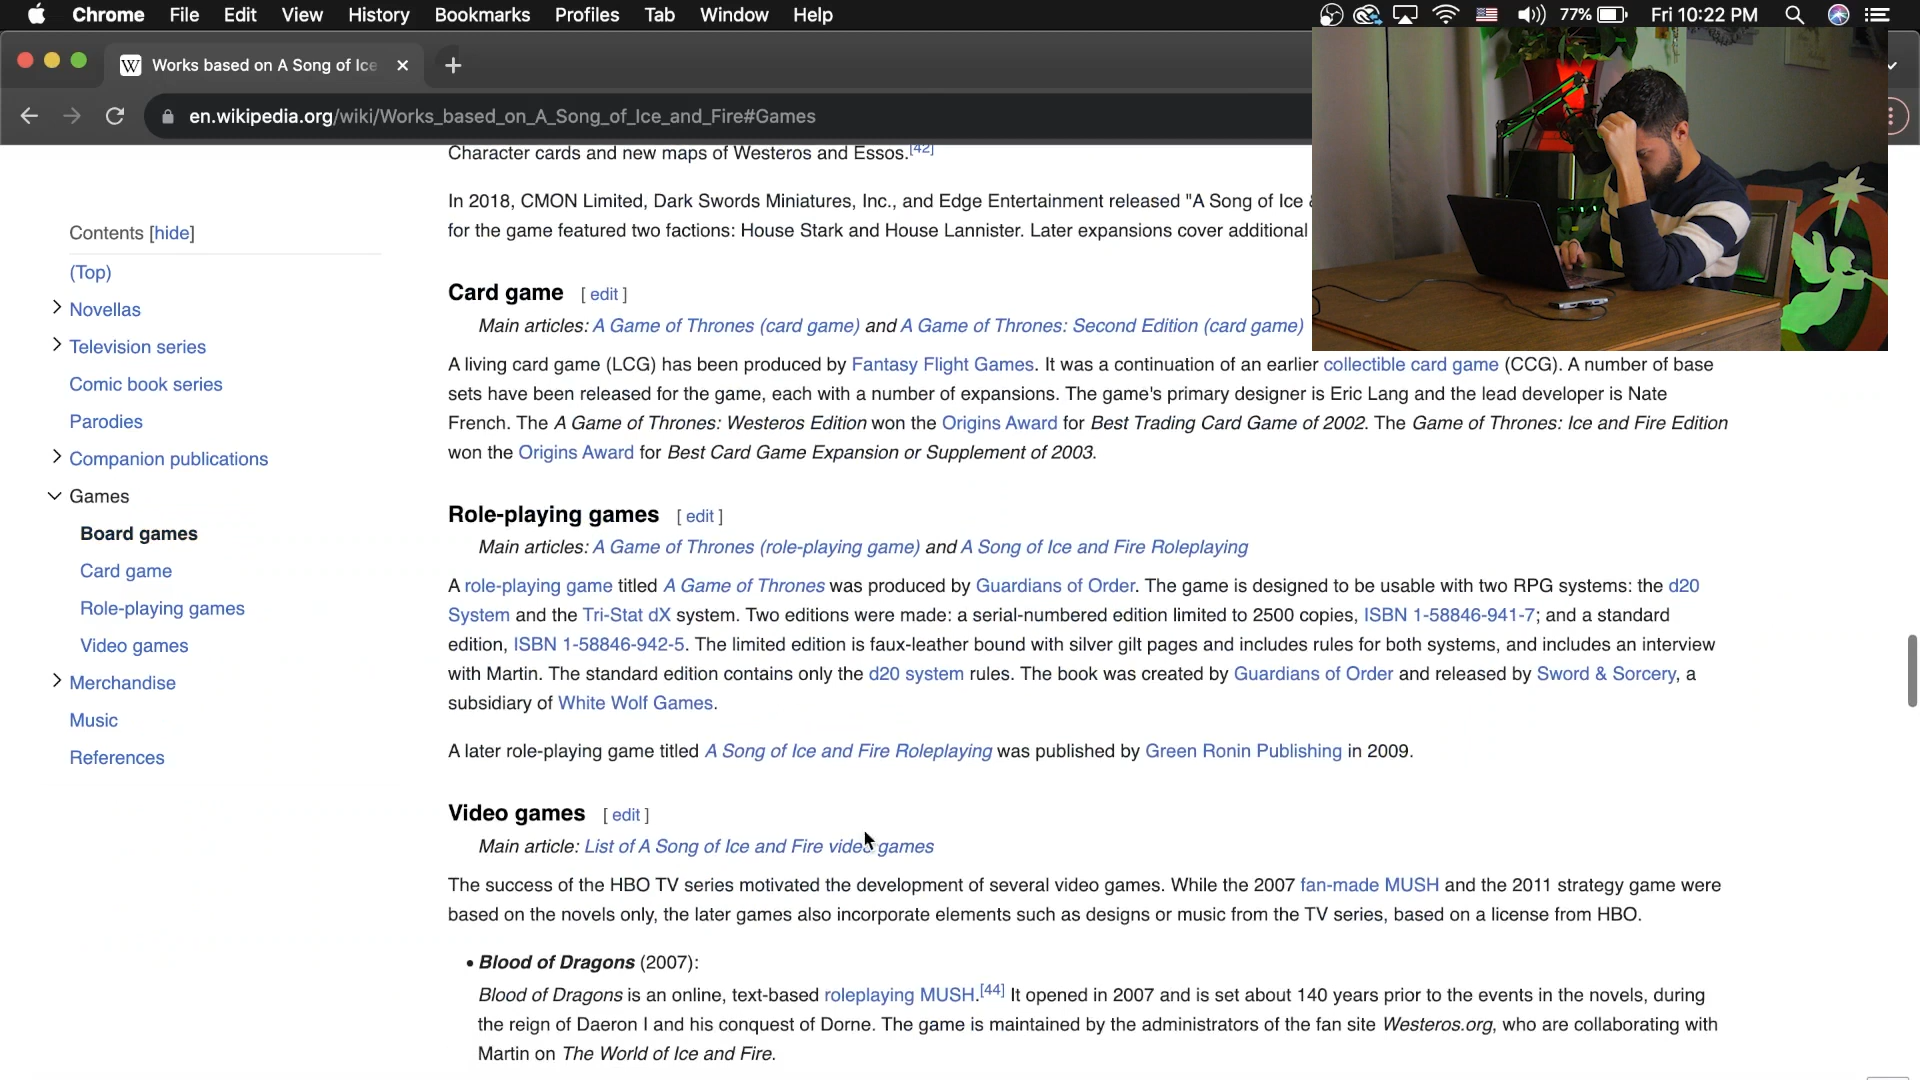 Chrome File Edit View History Bookmarks Profiles Tab Window Help 77% Fri 10:22 PM
Works based on A Song of Ice
en.wikipedia.org/wiki/Works_based_on_A_Song_of_Ice_and_Fire#Games
Contents [hide]
(Top)
Novellas
Television series
Comic book series
Parodies
Companion publications
Games
Board games
Card game
Role-playing games
Video games
Merchandise
Music
References
Character cards and new maps of Westeros and Essos.[42]
In 2018, CMON Limited, Dark Swords Miniatures, Inc., and Edge Entertainment released "A Song of Ice
for the game featured two factions: House Stark and House Lannister. Later expansions cover additional
Card game [ edit ]
Main articles: A Game of Thrones (card game) and A Game of Thrones: Second Edition (card game)
A living card game (LCG) has been produced by Fantasy Flight Games. It was a continuation of an earlier collectible card game (CCG). A number of base
sets have been released for the game, each with a number of expansions. The game's primary designer is Eric Lang and the lead developer is Nate
French. The A Game of Thrones: Westeros Edition won the Origins Award for Best Trading Card Game of 2002. The Game of Thrones: Ice and Fire Edition
won the Origins Award for Best Card Game Expansion or Supplement of 2003.
Role-playing games [ edit ]
Main articles: A Game of Thrones (role-playing game) and A Song of Ice and Fire Roleplaying
A role-playing game titled A Game of Thrones was produced by Guardians of Order. The game is designed to be usable with two RPG systems: the d20
System and the Tri-Stat dX system. Two editions were made: a serial-numbered edition limited to 2500 copies, ISBN 1-58846-941-7; and a standard
edition, ISBN 1-58846-942-5. The limited edition is faux-leather bound with silver gilt pages and includes rules for both systems, and includes an interview
with Martin. The standard edition contains only the d20 system rules. The book was created by Guardians of Order and released by Sword & Sorcery, a
subsidiary of White Wolf Games.
A later role-playing game titled A Song of Ice and Fire Roleplaying was published by Green Ronin Publishing in 2009.
Video games [ edit ]
Main article: List of A Song of Ice and Fire video games
The success of the HBO TV series motivated the development of several video games. While the 2007 fan-made MUSH and the 2011 strategy game were
based on the novels only, the later games also incorporate elements such as designs or music from the TV series, based on a license from HBO.
• Blood of Dragons (2007):
Blood of Dragons is an online, text-based roleplaying MUSH.[44] It opened in 2007 and is set about 140 years prior to the events in the novels, during
the reign of Daeron I and his conquest of Dorne. The game is maintained by the administrators of the fan site Westeros.org, who are collaborating with
Martin on The World of Ice and Fire.